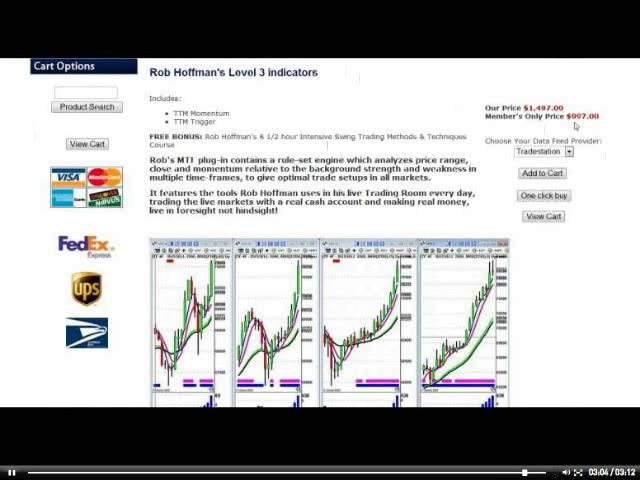 Cart Options
Product Search
View Cart
VISA
MasterCard
FedEx
Express
ups
Rob Hoffman's Level 3 indicators
Includes:
TTM Momentum
TTM Trigger
FREE BONUS: Rob Hoffman's 6 1/2 hour Intensive Swing Trading Methods & Techniques
Course
Rob's MTF plug-in contains a rule-set engine which analyzes price range,
close and momentum relative to the background strength and weakness in
multiple time-frames, to give optimal trade setups in all markets.
It features the tools Rob Hoffman uses in his live Trading Room every day,
trading the live markets with a real cash account and making real money,
live in foresight not hindsight!
Our Price $1,497.00
Member's Only Price $997.00
Choose Your Data Feed Provider:
Tradestation
Add to Cart
One click buy
View Cart
03:04 / 03:12